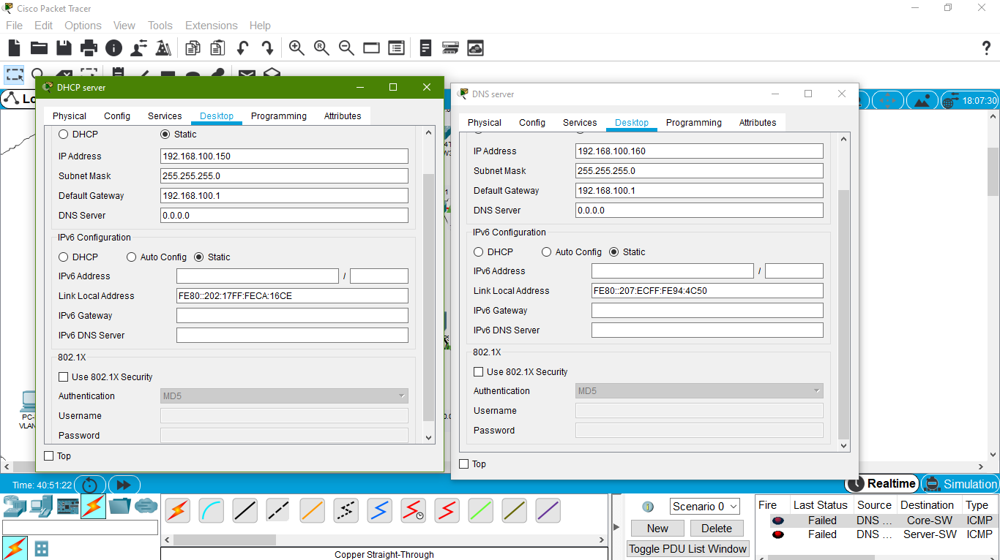 Cisco Packet Tracer
File Edit Options View Tools Extensions Help
Lo
18:07:30
DHCP server
Physical Config Services Desktop Programming Attributes
DHCP Static
IP Address 192.168.100.150
Subnet Mask 255.255.255.0
Default Gateway 192.168.100.1
DNS Server 0.0.0.0
IPv6 Configuration
DHCP Auto Config Static
IPv6 Address /
Link Local Address FE80::202:17FF:FECA:16CE
IPv6 Gateway
IPv6 DNS Server
802.1X
Use 802.1X Security
Authentication MD5
Username
Password
Top
DNS server
Physical Config Services Desktop Programming Attributes
IP Address 192.168.100.160
Subnet Mask 255.255.255.0
Default Gateway 192.168.100.1
DNS Server 0.0.0.0
IPv6 Configuration
DHCP Auto Config Static
IPv6 Address /
Link Local Address FE80::207:ECFF:FE94:4C50
IPv6 Gateway
IPv6 DNS Server
802.1X
Use 802.1X Security
Authentication MD5
Username
Password
Top
PC-
VLAN
Time: 40:51:22
Realtime Simulation
Copper Straight-Through
Scenario 0
New Delete
Toggle PDU List Window
Fire Last Status Source Destination Type
Failed DNS ... Core-SW ICMP
Failed DNS ... Server-SW ICMP